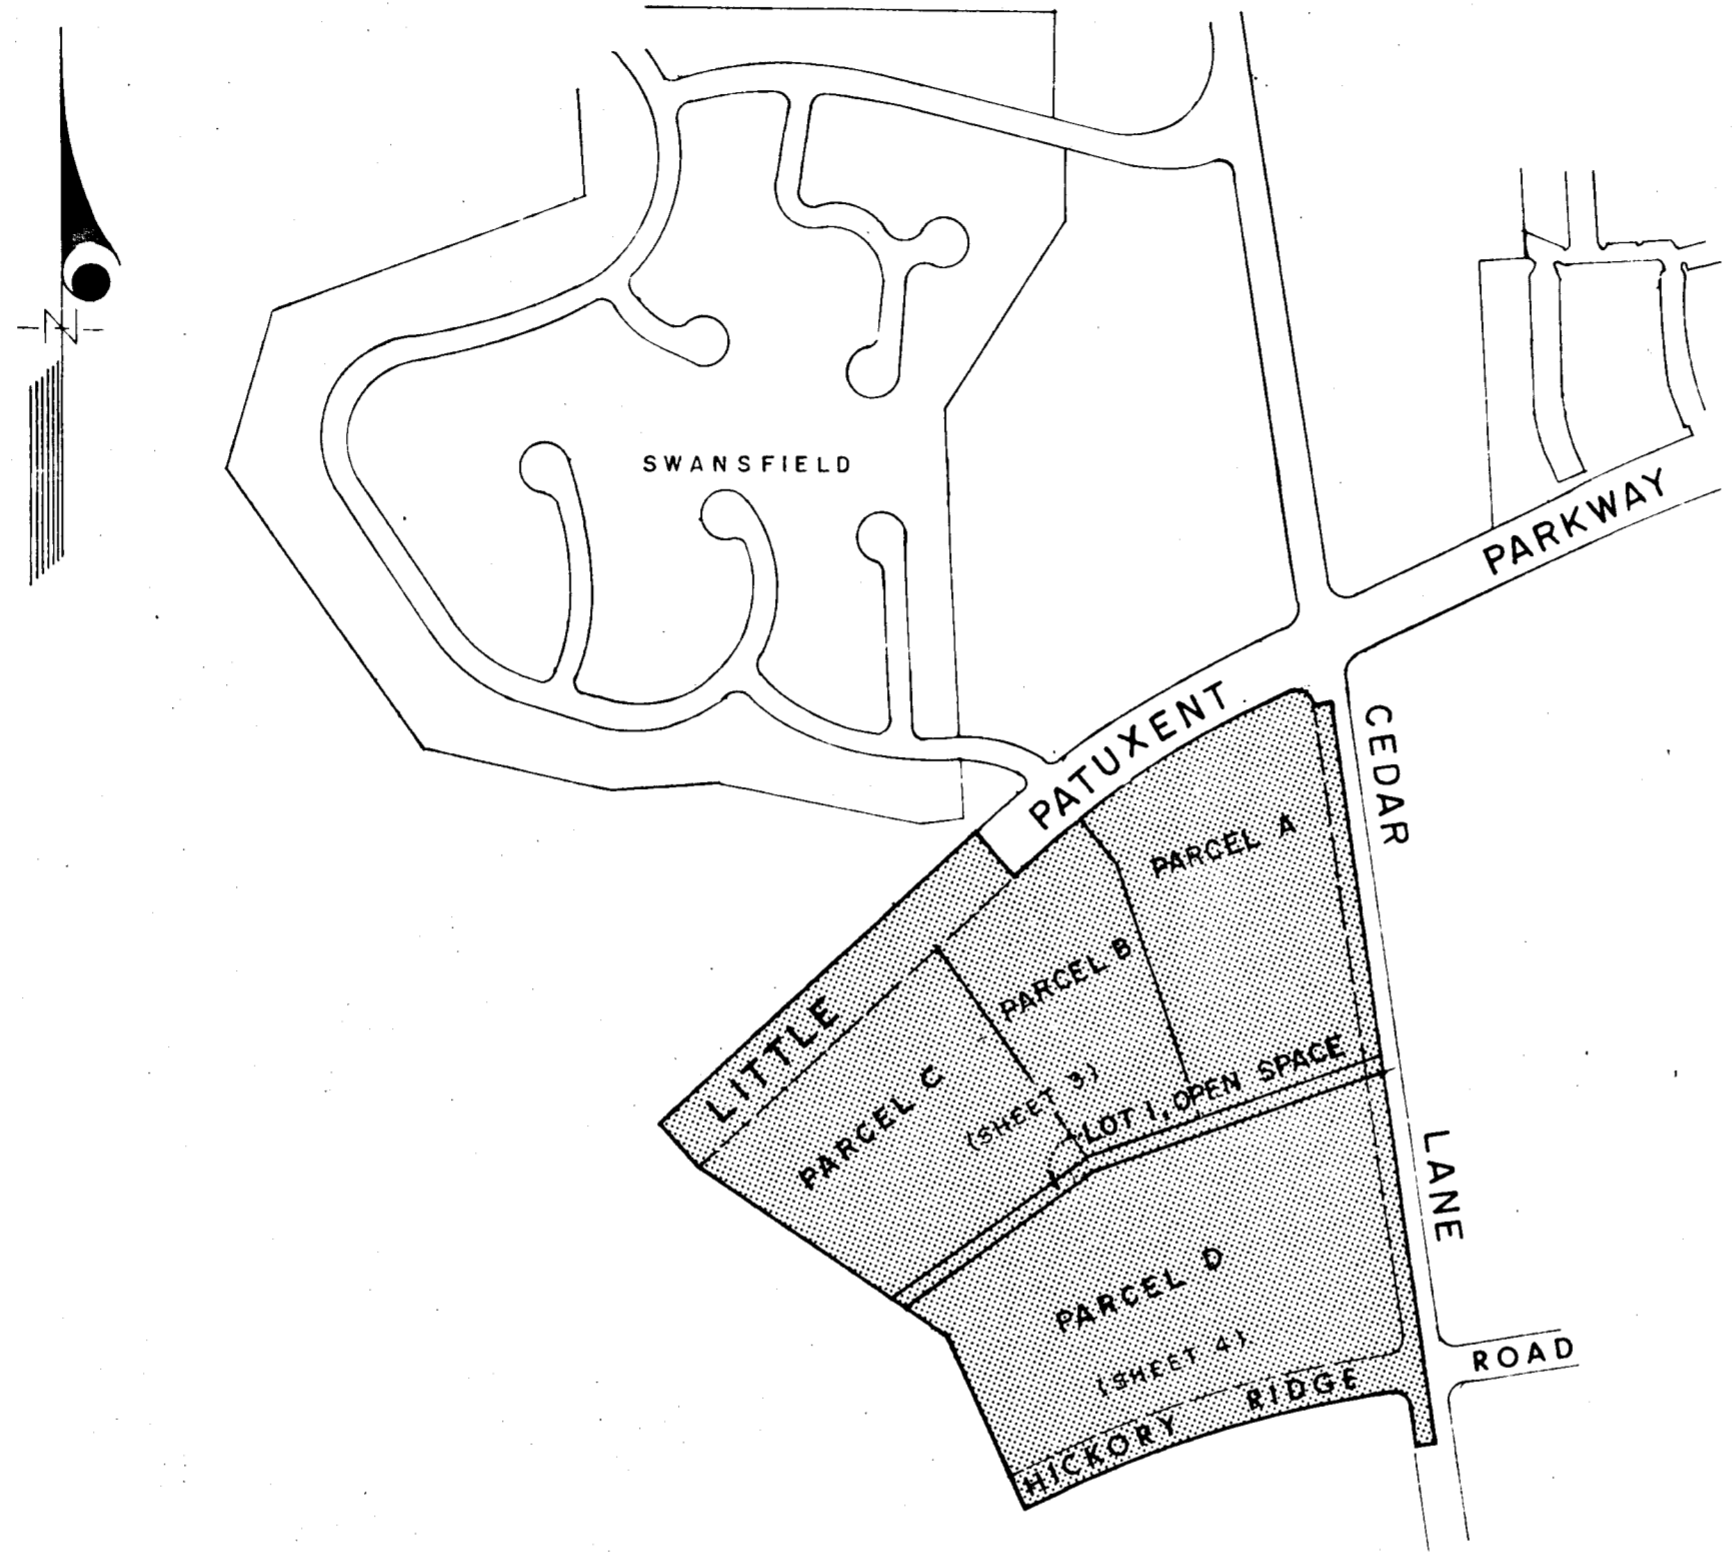 N
SWANSFIELD
LITTLE PATUXENT PARKWAY
CEDAR LANE
PARCEL A
PARCEL B
PARCEL C
(SHEET 3)
LOT 1, OPEN SPACE
PARCEL D
(SHEET 4)
HICKORY RIDGE ROAD